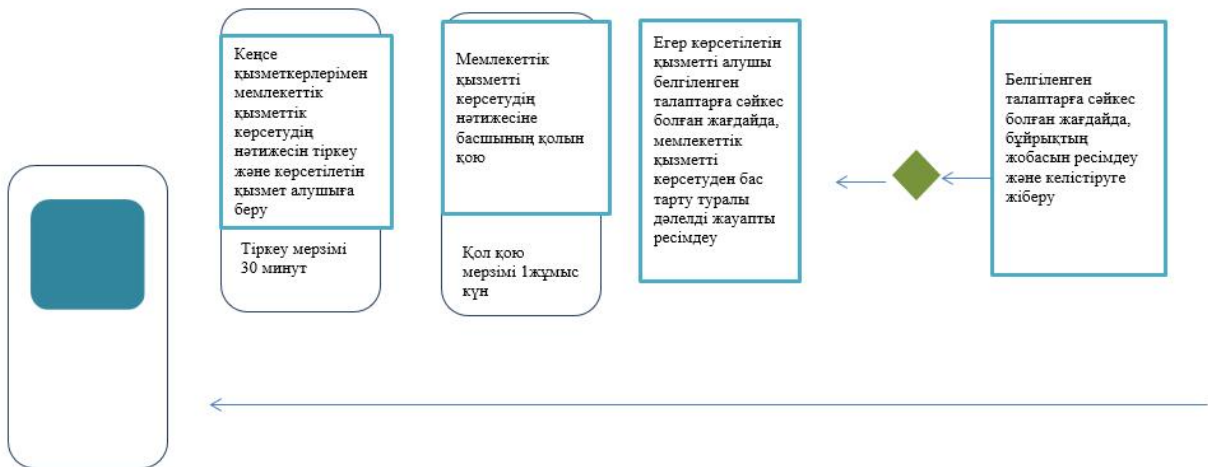 Кеңсе
қызметкерлерімен
мемлекеттік
қызметтік
көрсетудің
нәтижесін тіркеу
және көрсетілетін
қызмет алушыға
беру
Тіркеу мерзімі
30 минут
Мемлекеттік
қызметті
көрсетудің
нәтижесіне
басшының қолын
қою
Қол қою
мерзімі 1жұмыс
күн
Егер көрсетілетін
қызметті алушы
белгіленген
талаптарға сәйкес
болған жағдайда,
мемлекеттік
қызметті
көрсетуден бас
тарту туралы
дәлелді жауапты
ресімдеу
Белгіленген
талаптарға сәйкес
болған жағдайда,
бұйрықтың
жобасын ресімдеу
және келістіруге
жіберу